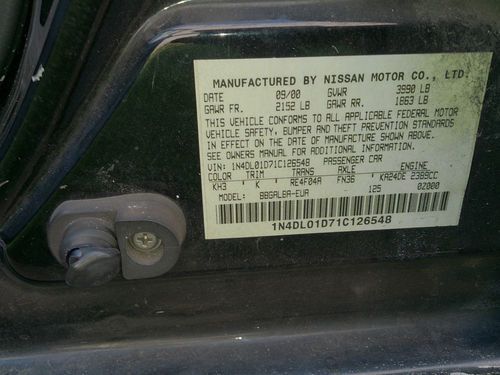 MANUFACTURED BY NISSAN MOTOR CO., LTD.
DATE 09/00 GVWR 3990 LB
GAWR FR. 2152 LB GAWR RR. 1863 LB
THIS VEHICLE CONFORMS TO ALL APPLICABLE FEDERAL MOTOR
VEHICLE SAFETY, BUMPER AND THEFT PREVENTION STANDARDS
IN EFFECT ON THE DATE OF MANUFACTURE SHOWN ABOVE.
SEE OWNERS MANUAL FOR ADDITIONAL INFORMATION.
VIN: 1N4DL01D71C126548 PASSENGER CAR
COLOR TRIM TRANS AXLE ENGINE
KH3 K RE4F04A FN36 KA24DE 2389CC
MODEL: BBGALBA-EUA 125 0Z000
1N4DL01D71C126548